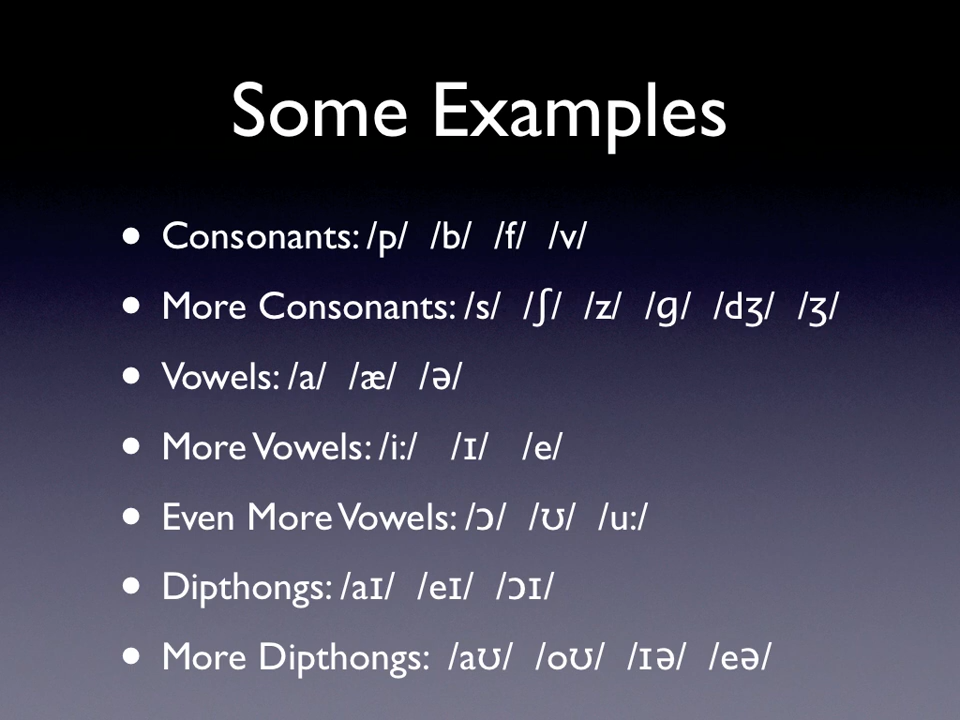 Some Examples
• Consonants: /p/ /b/ /f/ /v/
• More Consonants: /s/ /ʃ/ /z/ /g/ /dʒ/ /ʒ/
• Vowels: /a/ /æ/ /ə/
• More Vowels: /i:/ /ɪ/ /e/
• Even More Vowels: /ɔ/ /ʊ/ /u:/
• Dipthongs: /aɪ/ /eɪ/ /ɔɪ/
• More Dipthongs: /aʊ/ /oʊ/ /ɪə/ /eə/